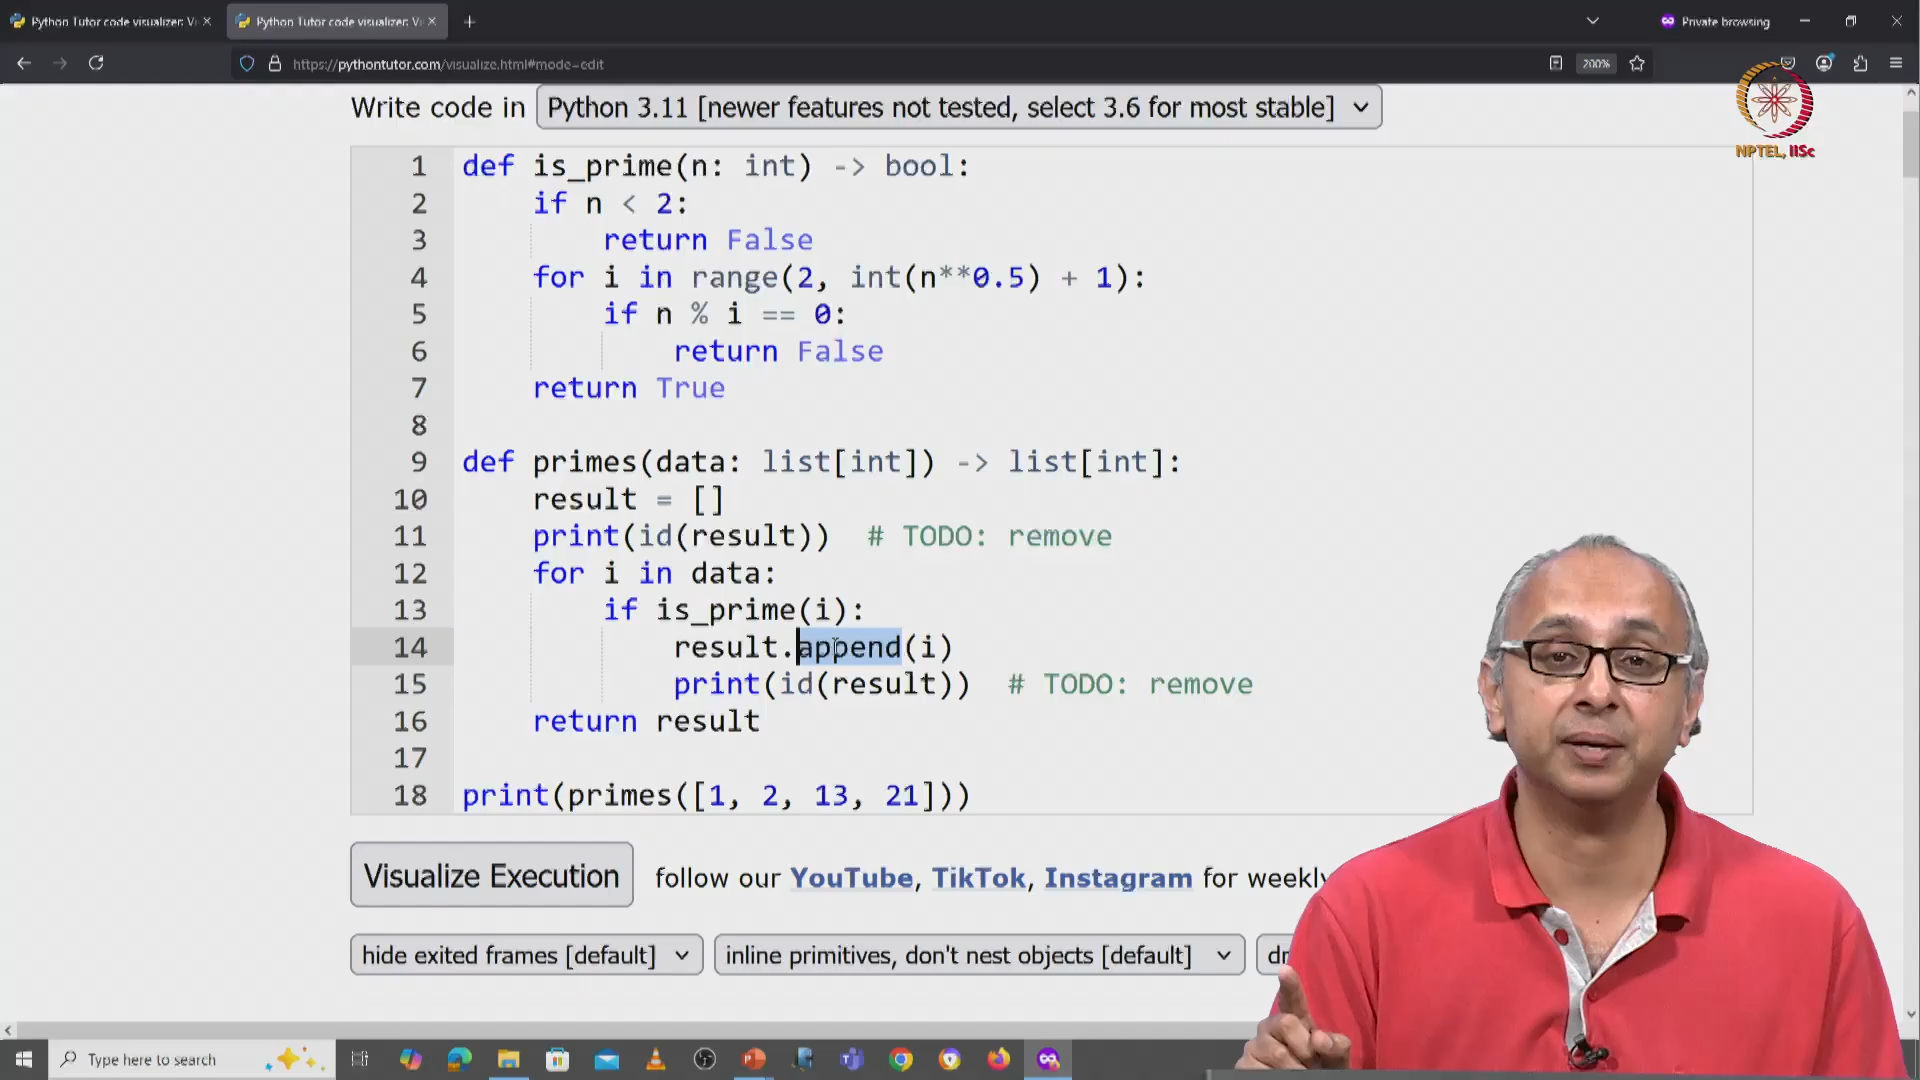 Python Tutor code visualizer: V
Python Tutor code visualizer: V
Private browsing
https://pythontutor.com/visualize.html#mode=edit
200%
NPTEL, IISc
Write code in
Python 3.11 [newer features not tested, select 3.6 for most stable]
1 def is_prime(n: int) -> bool:
2 if n < 2:
3 return False
4 for i in range(2, int(n**0.5) + 1):
5 if n % i == 0:
6 return False
7 return True
8
9 def primes(data: list[int]) -> list[int]:
10 result = []
11 print(id(result)) # TODO: remove
12 for i in data:
13 if is_prime(i):
14 result.append(i)
15 print(id(result)) # TODO: remove
16 return result
17
18 print(primes([1, 2, 13, 21]))
Visualize Execution
follow our YouTube, TikTok, Instagram for weekly
hide exited frames [default]
inline primitives, don't nest objects [default]
dr
Type here to search